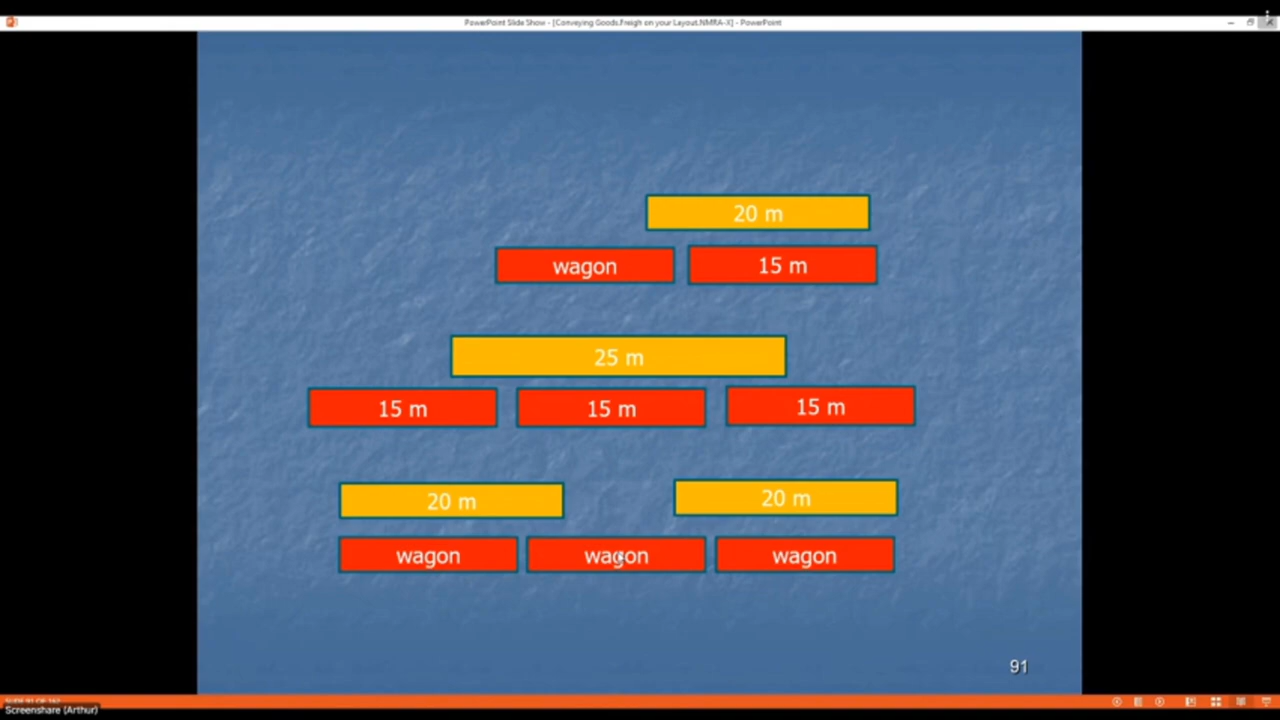 PowerPoint Slide Show - [Conveying Goods.Freigh on your Layout.NMRA-X] - PowerPoint
20 m
wagon 15 m
25 m
15 m 15 m 15 m
20 m 20 m
wagon wagon wagon
91
Screenshare (Arthur)